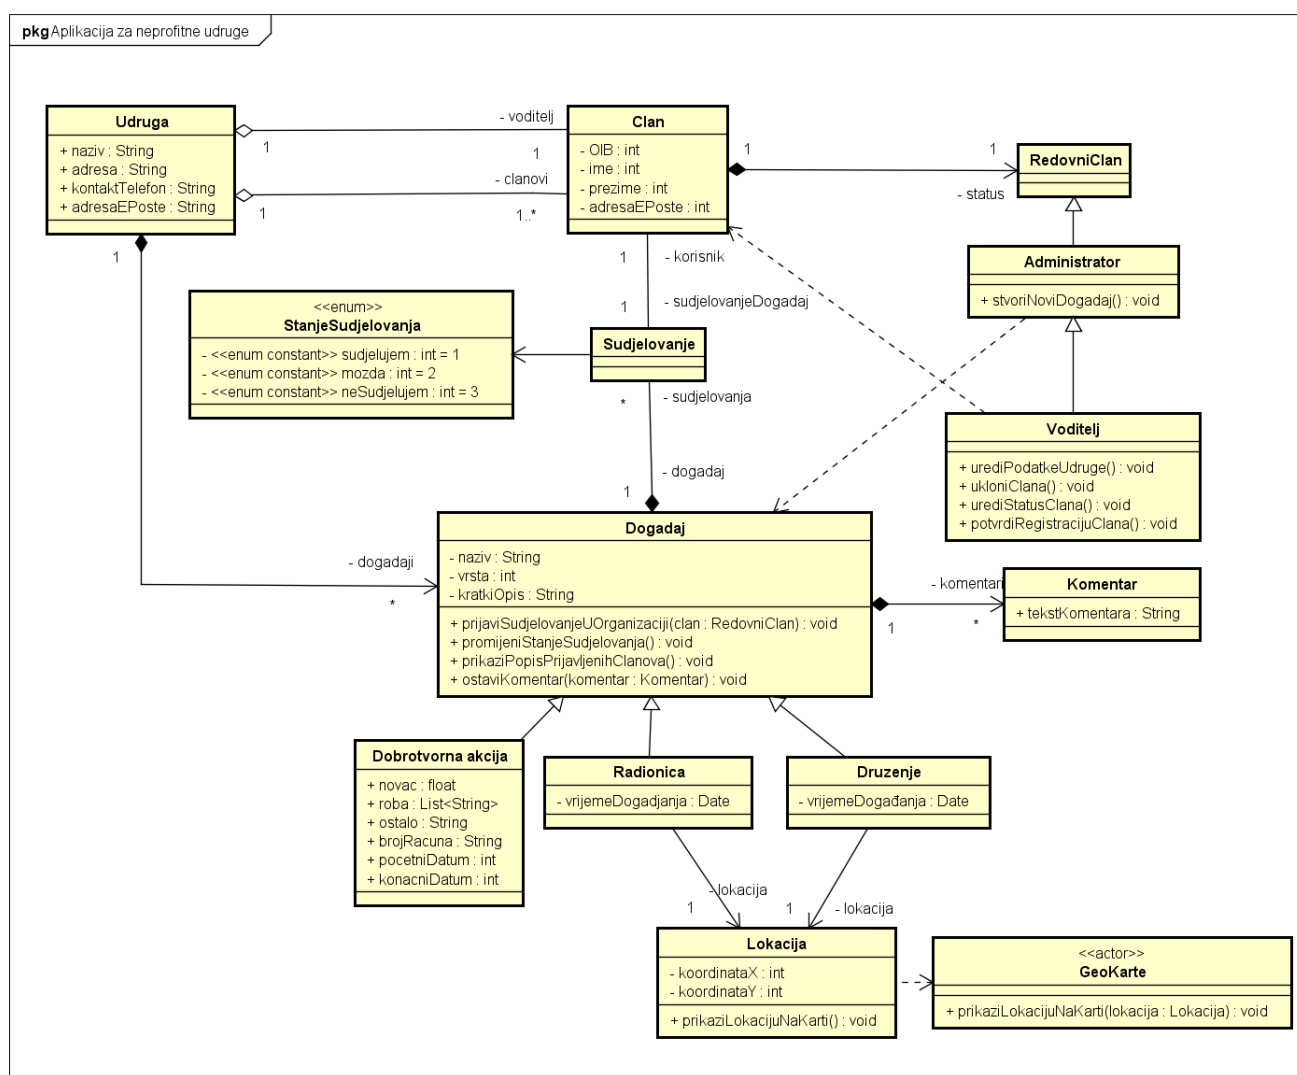 pkg Aplikacija za neprofitne udruge
Udruga
+ naziv : String
+ adresa : String
+ kontaktTelefon : String
+ adresaEPoste : String
1
- voditelj
1
1
- clanovi
1..*
Clan
- OIB : int
- ime : int
- prezime : int
- adresaEPoste : int
1
1
- status
RedovniClan
Administrator
+ stvoriNoviDogadaj() : void
Voditelj
+ urediPodatkeUdruge() : void
+ ukloniClana() : void
+ urediStatusClana() : void
+ potvrdiRegistracijuClana() : void
1
1
- korisnik
- sudjelovanjeDogadaj
1
<<enum>>
StanjeSudjelovanja
- <<enum constant>> sudjelujem : int = 1
- <<enum constant>> mozda : int = 2
- <<enum constant>> neSudjelujem : int = 3
Sudjelovanje
*
- sudjelovanja
- dogadaj
1
- dogadaji
*
Dogadaj
- naziv : String
- vrsta : int
- kratkiOpis : String
+ prijaviSudjelovanjeUOrganizaciji(clan : RedovniClan) : void
+ promijeniStanjeSudjelovanja() : void
+ prikaziPopisPrijavljenihClanova() : void
+ ostaviKomentar(komentar : Komentar) : void
- komentari
1
*
Komentar
+ tekstKomentara : String
Dobrotvorna akcija
+ novac : float
+ roba : List<String>
+ ostalo : String
+ brojRacuna : String
+ pocetniDatum : int
+ konacniDatum : int
Radionica
- vrijemeDogadjanja : Date
Druzenje
- vrijemeDogađanja : Date
- lokacija
1
1
- lokacija
Lokacija
- koordinataX : int
- koordinataY : int
+ prikaziLokacijuNaKarti() : void
<<actor>>
GeoKarte
+ prikaziLokacijuNaKarti(lokacija : Lokacija) : void